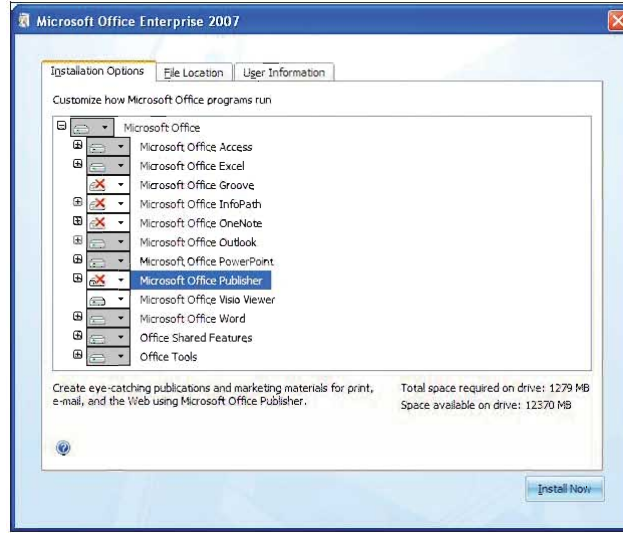 Microsoft Office Enterprise 2007
Installation Options File Location User Information
Customize how Microsoft Office programs run
Microsoft Office
Microsoft Office Access
Microsoft Office Excel
Microsoft Office Groove
Microsoft Office InfoPath
Microsoft Office OneNote
Microsoft Office Outlook
Microsoft Office PowerPoint
Microsoft Office Publisher
Microsoft Office Visio Viewer
Microsoft Office Word
Office Shared Features
Office Tools
Create eye-catching publications and marketing materials for print, Total space required on drive: 1279 MB
e-mail, and the Web using Microsoft Office Publisher. Space available on drive: 12370 MB
Install Now